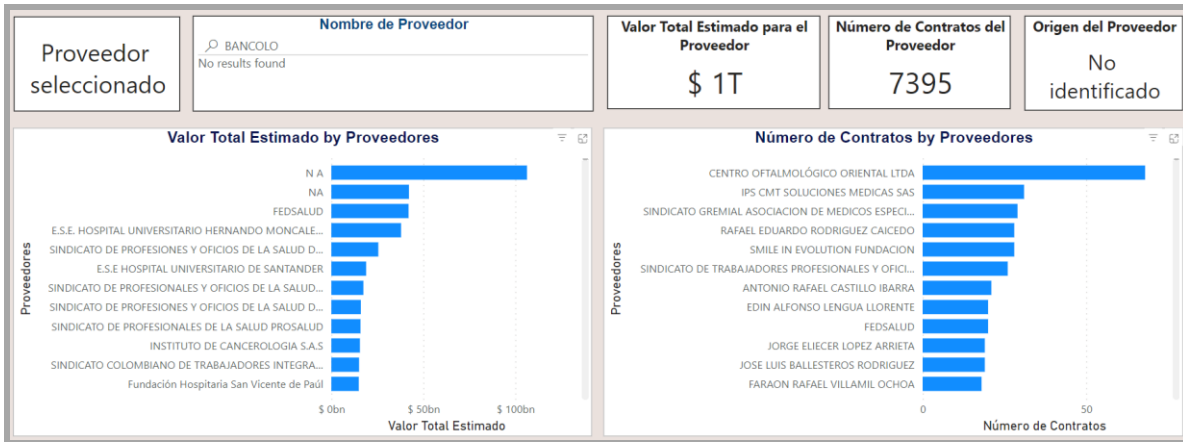 Proveedor
seleccionado
Nombre de Proveedor
BANCOLO
No results found
Valor Total Estimado para el
Proveedor
$ 1T
Número de Contratos del
Proveedor
7395
Origen del Proveedor
No
identificado
Valor Total Estimado by Proveedores
Proveedores
N A
NA
FEDSALUD
E.S.E. HOSPITAL UNIVERSITARIO HERNANDO MONCALE...
SINDICATO DE PROFESIONES Y OFICIOS DE LA SALUD D...
E.S.E HOSPITAL UNIVERSITARIO DE SANTANDER
SINDICATO DE PROFESIONALES Y OFICIOS DE LA SALUD...
SINDICATO DE PROFESIONES Y OFICIOS DE LA SALUD D...
SINDICATO DE PROFESIONALES DE LA SALUD PROSALUD
INSTITUTO DE CANCEROLOGIA S.A.S
SINDICATO COLOMBIANO DE TRABAJADORES INTEGRA...
Fundación Hospitaria San Vicente de Paúl
$ 0bn $ 50bn $ 100bn
Valor Total Estimado
Número de Contratos by Proveedores
Proveedores
CENTRO OFTALMOLÓGICO ORIENTAL LTDA
IPS CMT SOLUCIONES MEDICAS SAS
SINDICATO GREMIAL ASOCIACION DE MEDICOS ESPECI...
RAFAEL EDUARDO RODRIGUEZ CAICEDO
SMILE IN EVOLUTION FUNDACION
SINDICATO DE TRABAJADORES PROFESIONALES Y OFICI...
ANTONIO RAFAEL CASTILLO IBARRA
EDIN ALFONSO LENGUA LLORENTE
FEDSALUD
JORGE ELIECER LOPEZ ARRIETA
JOSE LUIS BALLESTEROS RODRIGUEZ
FARAON RAFAEL VILLAMIL OCHOA
0 50
Número de Contratos